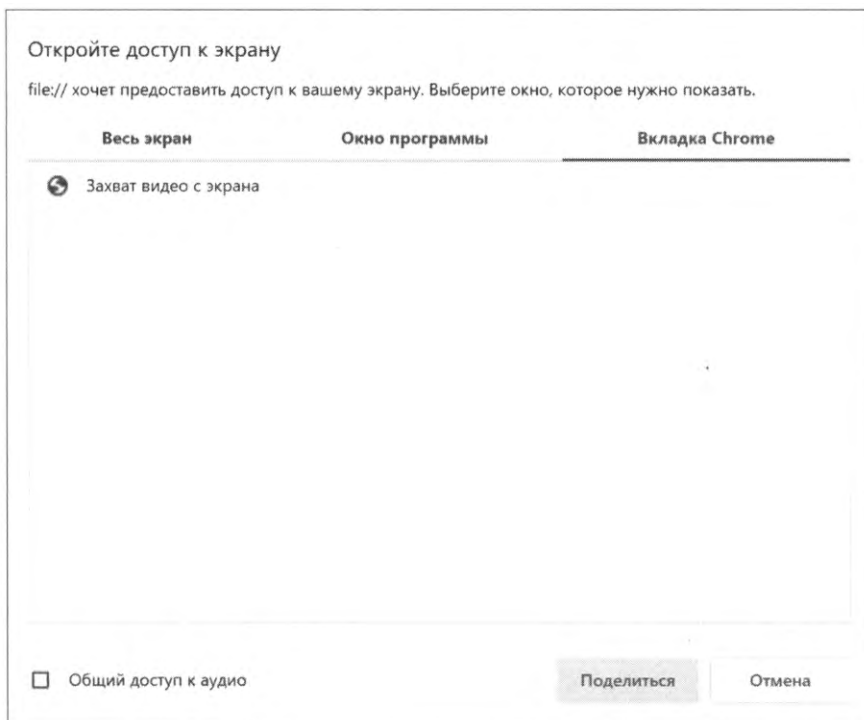 Откройте доступ к экрану
file:// хочет предоставить доступ к вашему экрану. Выберите окно, которое нужно показать.
Весь экран Окно программы Вкладка Chrome
Захват видео с экрана
Общий доступ к аудио Поделиться Отмена